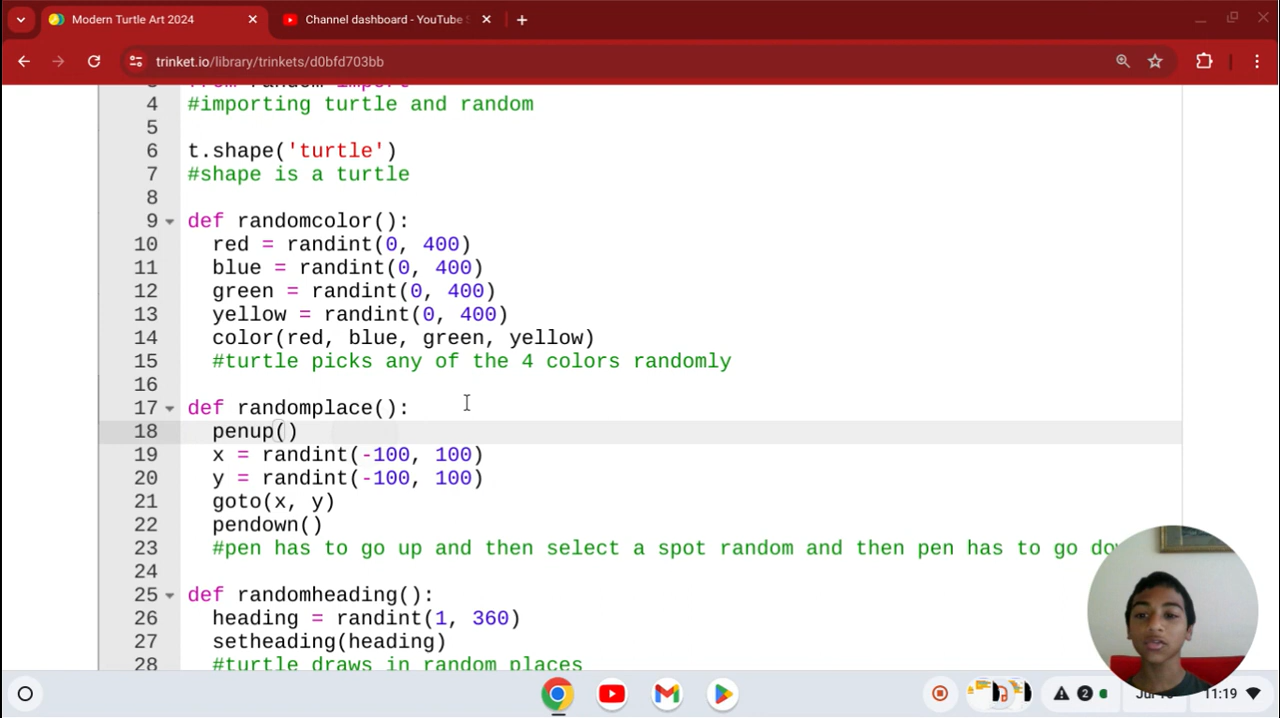 Modern Turtle Art 2024
Channel dashboard - YouTube
trinket.io/library/trinkets/d0bfd703bb
from random import
4 #importing turtle and random
5
6 t.shape('turtle')
7 #shape is a turtle
8
9 def randomcolor():
10 red = randint(0, 400)
11 blue = randint(0, 400)
12 green = randint(0, 400)
13 yellow = randint(0, 400)
14 color(red, blue, green, yellow)
15 #turtle picks any of the 4 colors randomly
16
17 def randomplace():
18 penup()
19 x = randint(-100, 100)
20 y = randint(-100, 100)
21 goto(x, y)
22 pendown()
23 #pen has to go up and then select a spot random and then pen has to go
24
25 def randomheading():
26 heading = randint(1, 360)
27 setheading(heading)
28 #turtle draws in random places
2
11:19